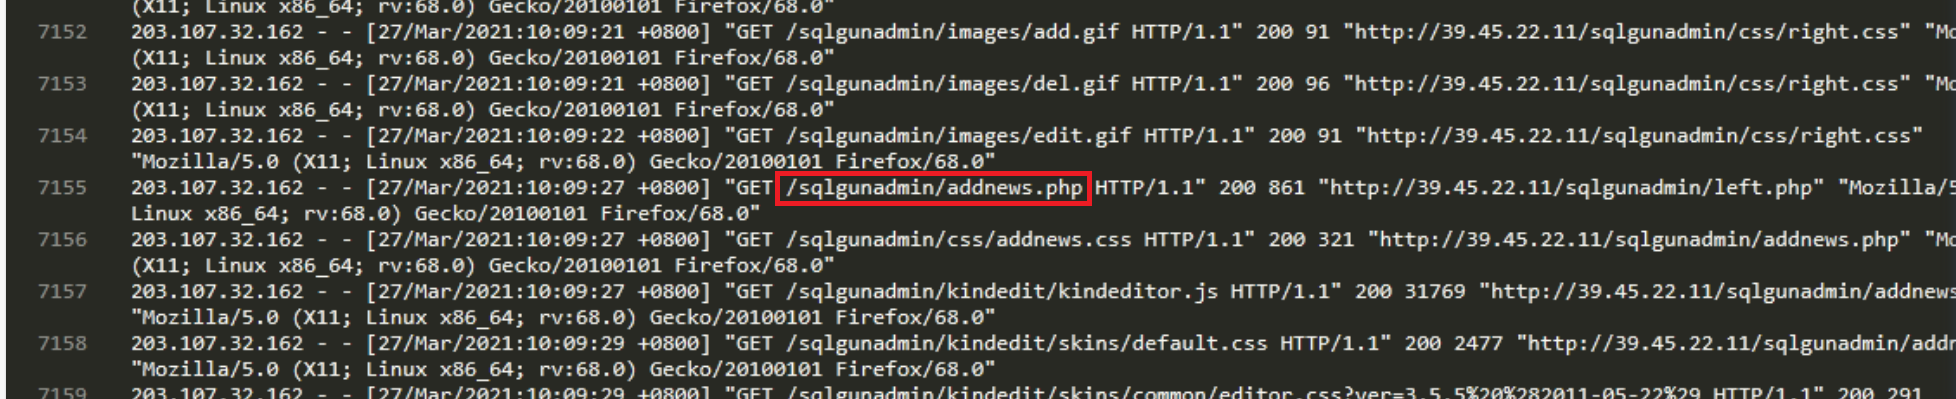 (X11; Linux x86_64; rv:68.0) Gecko/20100101 Firefox/68.0"
7152 203.107.32.162 - - [27/Mar/2021:10:09:21 +0800] "GET /sqlgunadmin/images/add.gif HTTP/1.1" 200 91 "http://39.45.22.11/sqlgunadmin/css/right.css" "Mo
(X11; Linux x86_64; rv:68.0) Gecko/20100101 Firefox/68.0"
7153 203.107.32.162 - - [27/Mar/2021:10:09:21 +0800] "GET /sqlgunadmin/images/del.gif HTTP/1.1" 200 96 "http://39.45.22.11/sqlgunadmin/css/right.css" "Mo
(X11; Linux x86_64; rv:68.0) Gecko/20100101 Firefox/68.0"
7154 203.107.32.162 - - [27/Mar/2021:10:09:22 +0800] "GET /sqlgunadmin/images/edit.gif HTTP/1.1" 200 91 "http://39.45.22.11/sqlgunadmin/css/right.css"
"Mozilla/5.0 (X11; Linux x86_64; rv:68.0) Gecko/20100101 Firefox/68.0"
7155 203.107.32.162 - - [27/Mar/2021:10:09:27 +0800] "GET /sqlgunadmin/addnews.php HTTP/1.1" 200 861 "http://39.45.22.11/sqlgunadmin/left.php" "Mozilla/5
Linux x86_64; rv:68.0) Gecko/20100101 Firefox/68.0"
7156 203.107.32.162 - - [27/Mar/2021:10:09:27 +0800] "GET /sqlgunadmin/css/addnews.css HTTP/1.1" 200 321 "http://39.45.22.11/sqlgunadmin/addnews.php" "Mo
(X11; Linux x86_64; rv:68.0) Gecko/20100101 Firefox/68.0"
7157 203.107.32.162 - - [27/Mar/2021:10:09:27 +0800] "GET /sqlgunadmin/kindedit/kindeditor.js HTTP/1.1" 200 31769 "http://39.45.22.11/sqlgunadmin/addnews
"Mozilla/5.0 (X11; Linux x86_64; rv:68.0) Gecko/20100101 Firefox/68.0"
7158 203.107.32.162 - - [27/Mar/2021:10:09:29 +0800] "GET /sqlgunadmin/kindedit/skins/default.css HTTP/1.1" 200 2477 "http://39.45.22.11/sqlgunadmin/addn
"Mozilla/5.0 (X11; Linux x86_64; rv:68.0) Gecko/20100101 Firefox/68.0"
7159 203.107.32.162 - - [27/Mar/2021:10:09:29 +0800] "GET /sqlgunadmin/kindedit/skins/common/editor.css?ver=3.5.5%20%282011-05-22%29 HTTP/1.1" 200 291